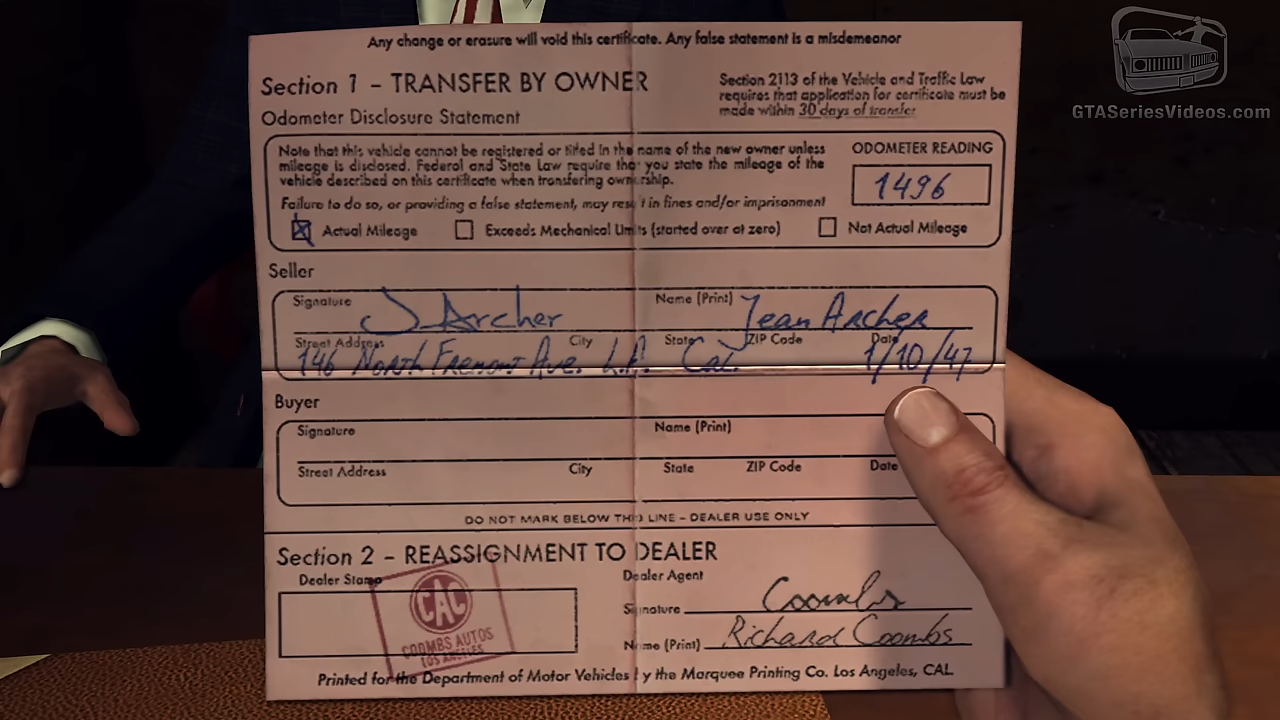 Any change or erasure will void this certificate. Any false statement is a misdemeanor
GTASeriesVideos.com
Section 1 - TRANSFER BY OWNER
Section 2113 of the Vehicle and Traffic Law
requires that application for certificate must be
made within 30 days of transfer
Odometer Disclosure Statement
Note that this vehicle cannot be registered or titled in the name of the new owner unless
mileage is disclosed. Federal and State Law require tha you state the mileage of the
vehicle described on this certificate when transferring ownership.
Failure to do so, or providing a false statement, may result in fines and/or imprisonment
ODOMETER READING
1496
Actual Mileage
Exceeds Mechanical Limits (started over at zero)
Not Actual Mileage
Seller
Signature J Archer
Name (Print) Jean Archer
Street Address City State ZIP Code Date
146 North Fremont Ave. L.A. Cal. 1/10/47
Buyer
Signature Name (Print)
Street Address City State ZIP Code Date
DO NOT MARK BELOW THIS LINE - DEALER USE ONLY
Section 2 - REASSIGNMENT TO DEALER
Dealer Stamp
CAC
COOMBS AUTOS
LOS ANGELES
Dealer Agent
Signature Coombs
Name (Print) Richard Coombs
Printed for the Department of Motor Vehicles by the Marquee Printing Co. Los Angeles, CAL.